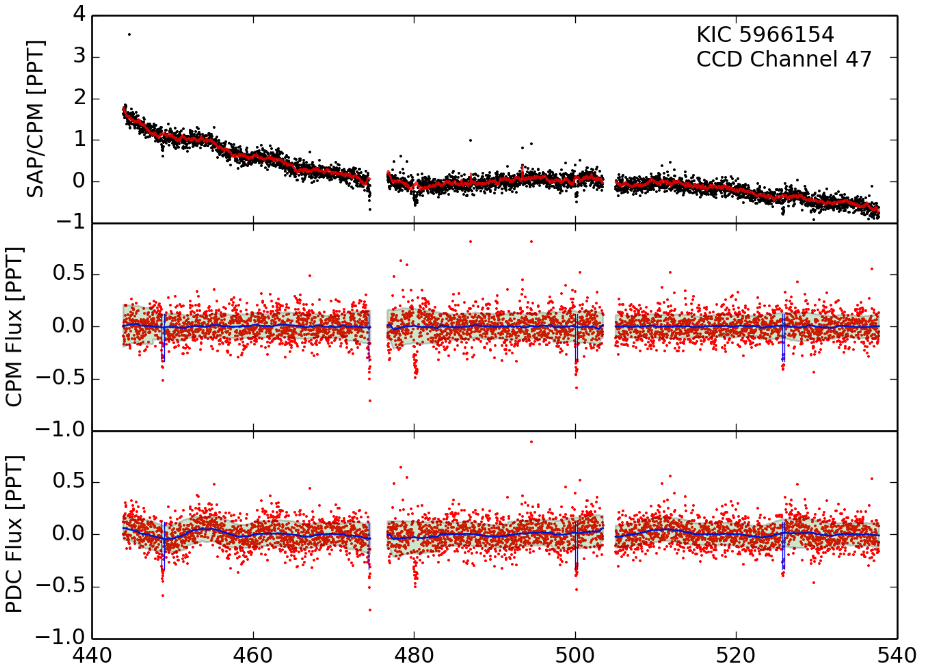 KIC 5966154
CCD Channel 47
SAP/CPM [PPT]
4
3
2
1
0
−1
CPM Flux [PPT]
0.5
0.0
−0.5
−1.0
PDC Flux [PPT]
0.5
0.0
−0.5
−1.0
440 460 480 500 520 540